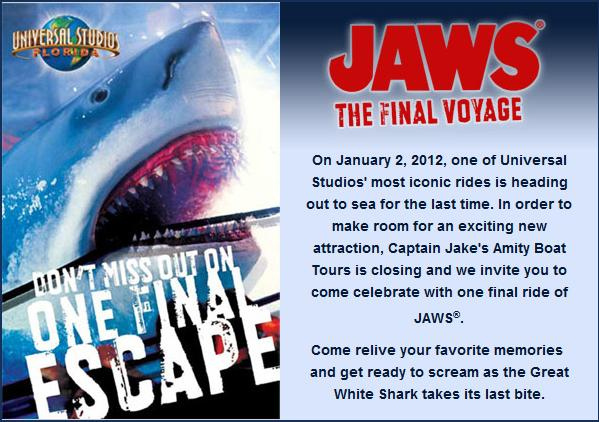 UNIVERSAL STUDIOS
FLORIDA
DON'T MISS OUT ON
ONE FINAL
ESCAPE
JAWS®
THE FINAL VOYAGE
On January 2, 2012, one of Universal
Studios' most iconic rides is heading
out to sea for the last time. In order to
make room for an exciting new
attraction, Captain Jake's Amity Boat
Tours is closing and we invite you to
come celebrate with one final ride of
JAWS®.
Come relive your favorite memories
and get ready to scream as the Great
White Shark takes its last bite.